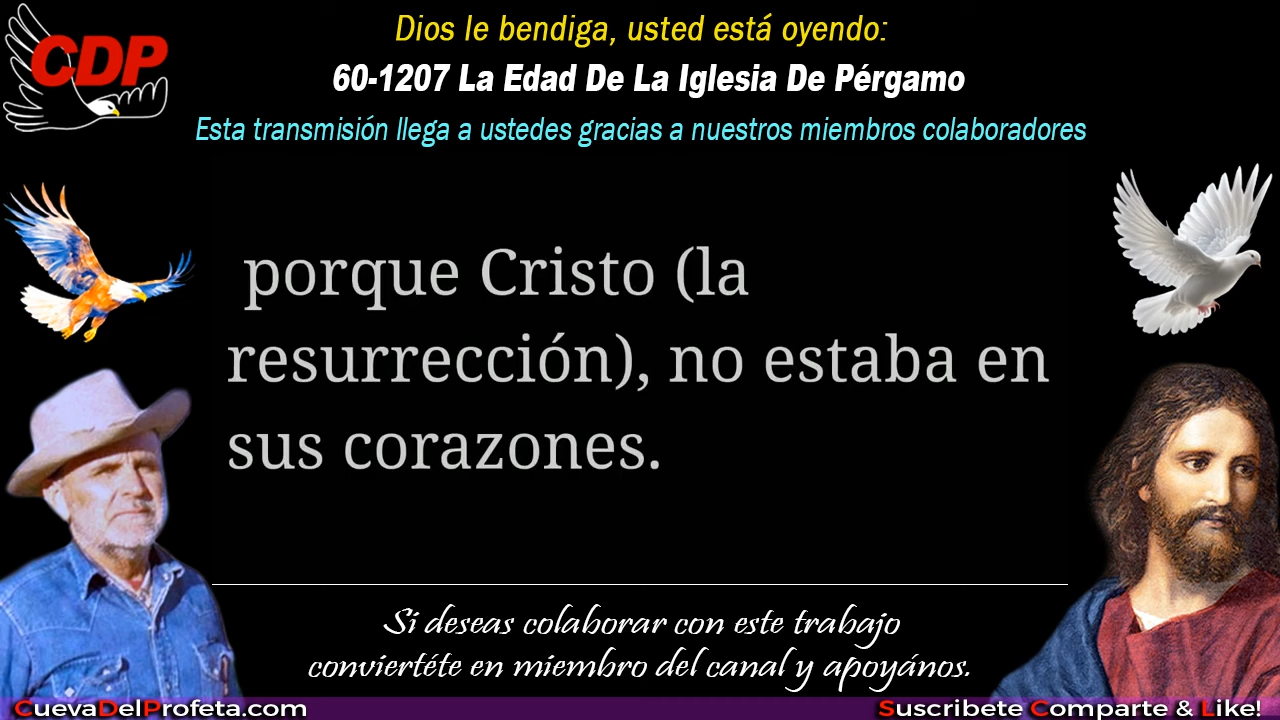 CDP
Dios le bendiga, usted está oyendo:
60-1207 La Edad De La Iglesia De Pérgamo
Esta transmisión llega a ustedes gracias a nuestros miembros colaboradores
porque Cristo (la
resurrección), no estaba en
sus corazones.
Si deseas colaborar con este trabajo
conviertéte en miembro del canal y apoyános.
CuevaDelProfeta.com
Suscribete Comparte & Like!